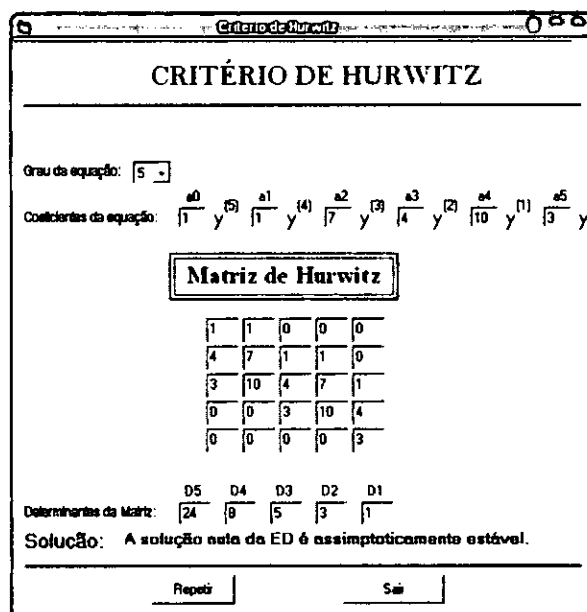 Criterio de Hurwitz
CRITÉRIO DE HURWITZ
Grau da equação: 5
a0 a1 a2 a3 a4 a5
Coeficientes da equação: 1 y(5) 1 y(4) 7 y(3) 4 y(2) 10 y(1) 3 y
Matriz de Hurwitz
1 1 0 0 0
4 7 1 1 0
3 10 4 7 1
0 0 3 10 4
0 0 0 0 3
D5 D4 D3 D2 D1
Determinantes da Matriz: 24 8 5 3 1
Solução: A solução nula da ED é assimptoticamente estável.
Repetir Sair